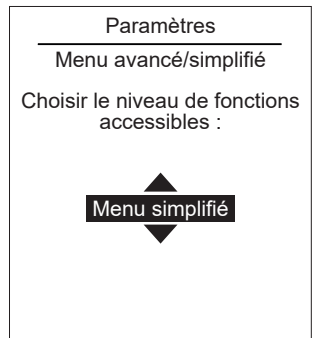 Paramètres
Menu avancé/simplifié
Choisir le niveau de fonctions
accessibles :
Menu simplifié